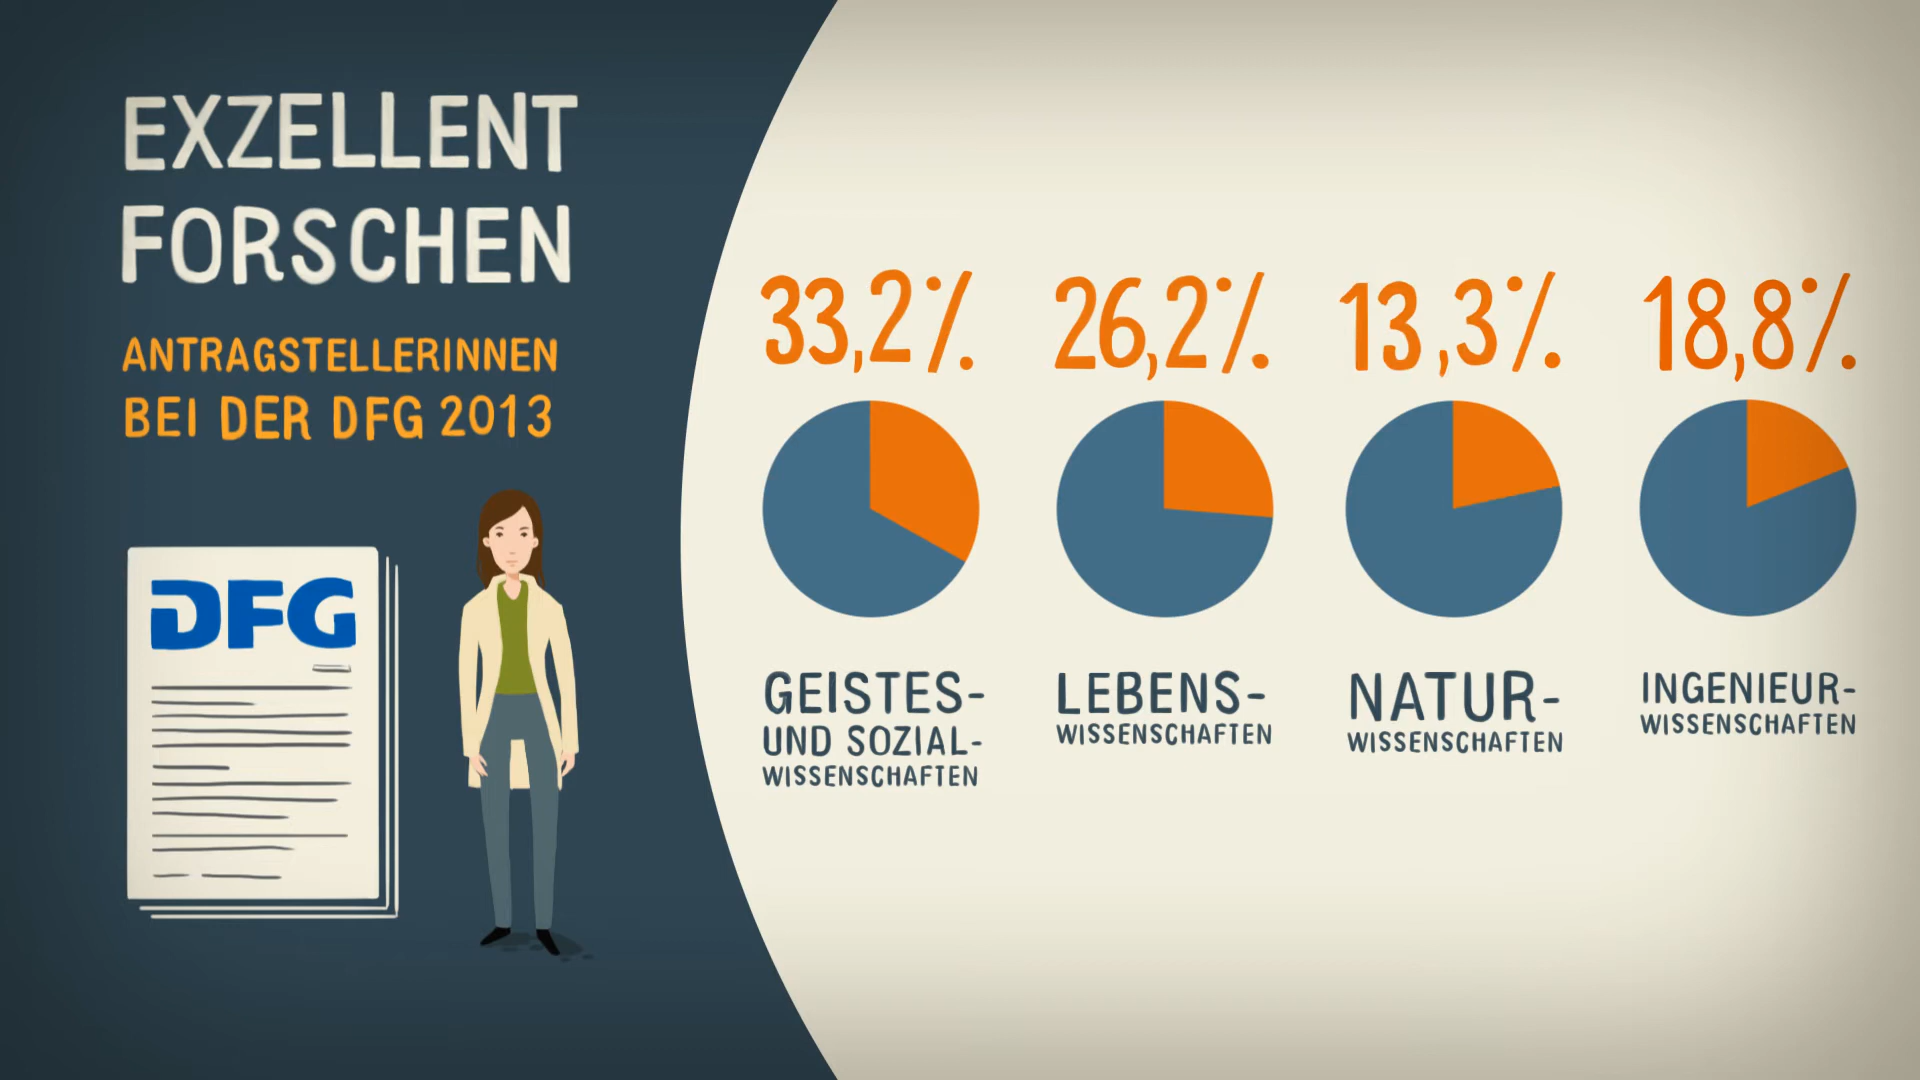 EXZELLENT
FORSCHEN
ANTRAGSTELLERINNEN
BEI DER DFG 2013
DFG
33,2% 26,2% 13,3% 18,8%
GEISTES-
UND SOZIAL-
WISSENSCHAFTEN
LEBENS-
WISSENSCHAFTEN
NATUR-
WISSENSCHAFTEN
INGENIEUR-
WISSENSCHAFTEN